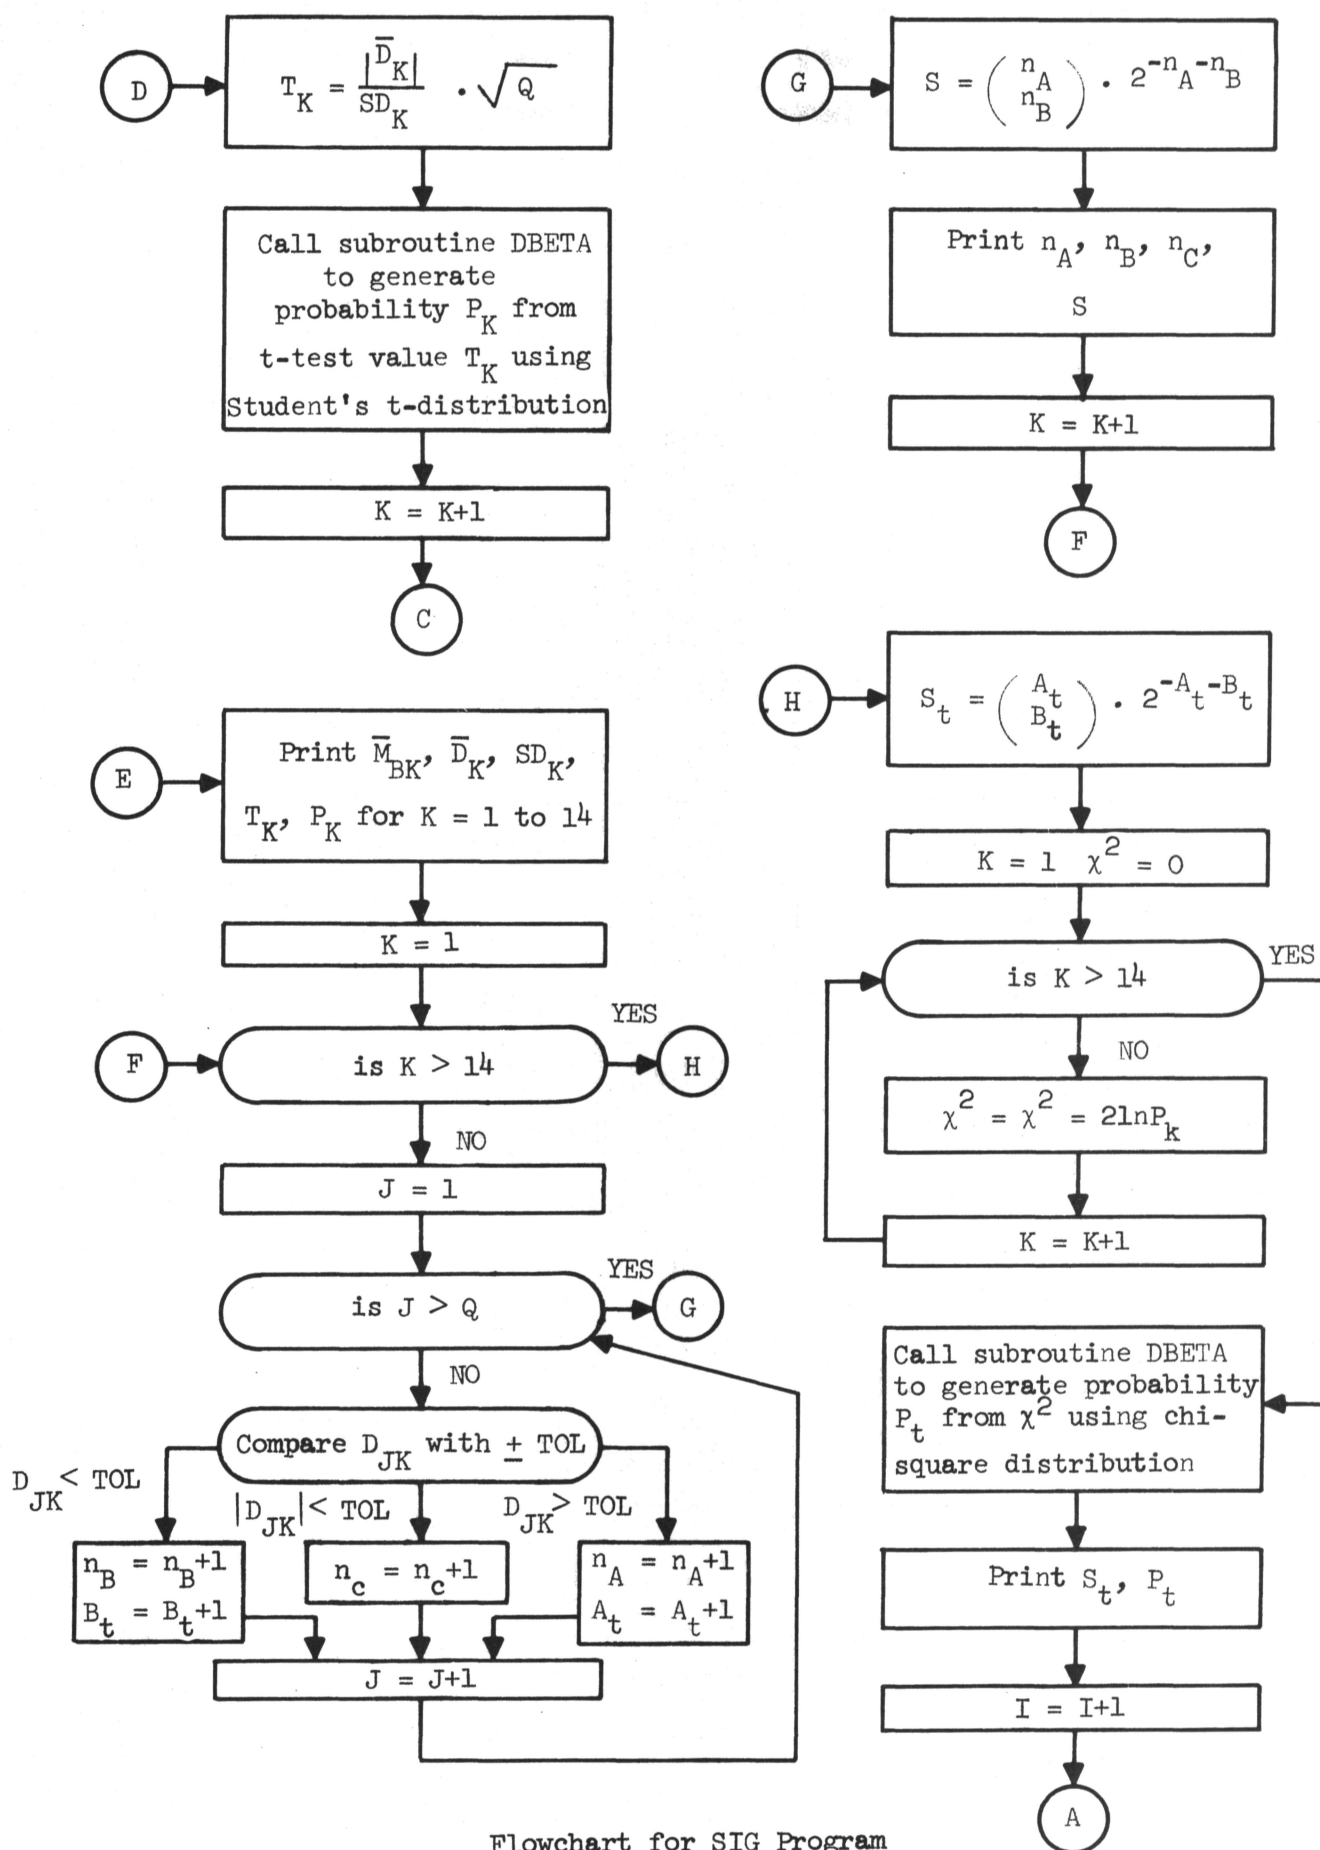 D
T_K = |D̅_K| / SD_K · √Q
Call subroutine DBETA
to generate
probability P_K from
t-test value T_K using
Student's t-distribution
K = K+1
C
E
Print M̅_BK, D̅_K, SD_K,
T_K, P_K for K = 1 to 14
K = 1
F
is K > 14
YES
H
NO
J = 1
is J > Q
YES
G
NO
Compare D_JK with ± TOL
D_JK < TOL
|D_JK| < TOL
D_JK > TOL
n_B = n_B+1
B_t = B_t+1
n_c = n_c+1
n_A = n_A+1
A_t = A_t+1
J = J+1
G
S = (n_A n_B) · 2^-n_A-n_B
Print n_A, n_B, n_C,
S
K = K+1
F
H
S_t = (A_t B_t) · 2^-A_t-B_t
K = 1 χ² = 0
is K > 14
YES
NO
χ² = χ² = 2lnP_k
K = K+1
Call subroutine DBETA
to generate probability
P_t from χ² using chi-
square distribution
Print S_t, P_t
I = I+1
A
Flowchart for SIG Program